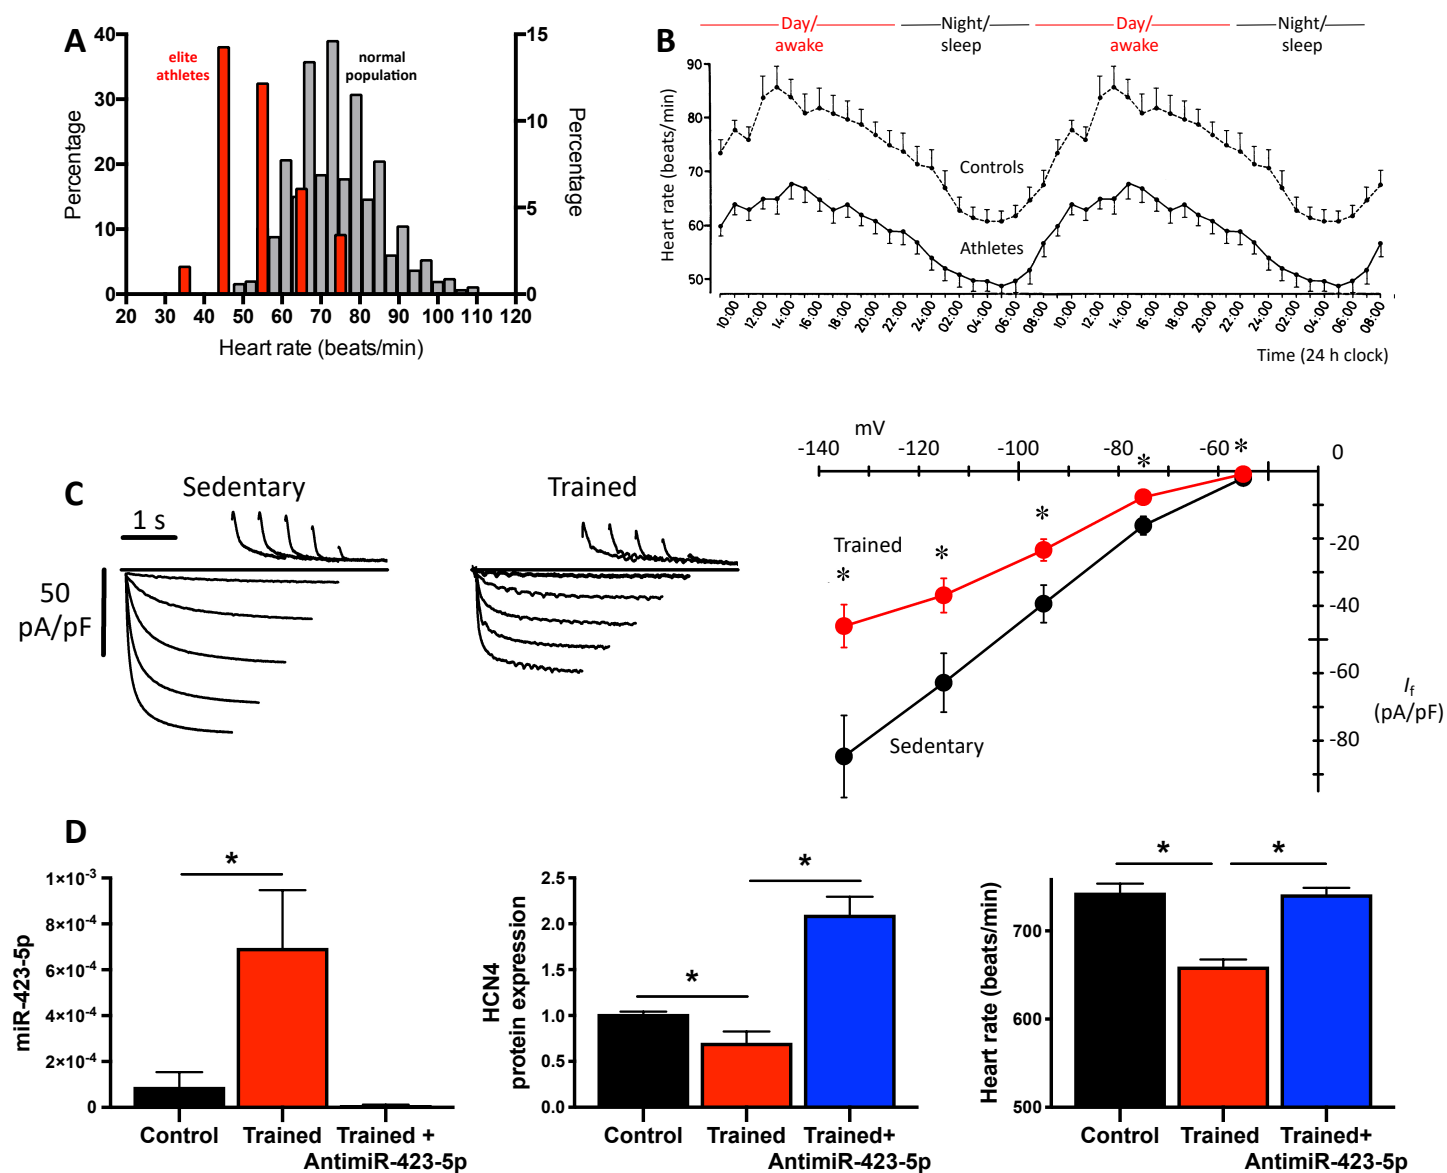 A
elite
athletes
normal
population
Percentage
40
30
20
10
0
15
10
5
0
Percentage
20 30 40 50 60 70 80 90 100 110 120
Heart rate (beats/min)
B
Day/
awake
Night/
sleep
Day/
awake
Night/
sleep
Heart rate (beats/min)
90
80
70
60
50
Controls
Athletes
10:00 12:00 14:00 16:00 18:00 20:00 22:00 24:00 02:00 04:00 06:00 08:00 10:00 12:00 14:00 16:00 18:00 20:00 22:00 24:00 02:00 04:00 06:00 08:00
Time (24 h clock)
C
Sedentary
1 s
50
pA/pF
Trained
mV
-140 -120 -100 -80 -60 0
* * * * *
Trained
Sedentary
-20
-40
-60
-80
If
(pA/pF)
D
miR-423-5p
1×10-3
8×10-4
6×10-4
4×10-4
2×10-4
0
*
Control Trained Trained +
AntimiR-423-5p
HCN4
protein expression
2.5
2.0
1.5
1.0
0.5
0.0
* *
Control Trained Trained+
AntimiR-423-5p
Heart rate (beats/min)
700
600
500
* *
Control Trained Trained+
AntimiR-423-5p